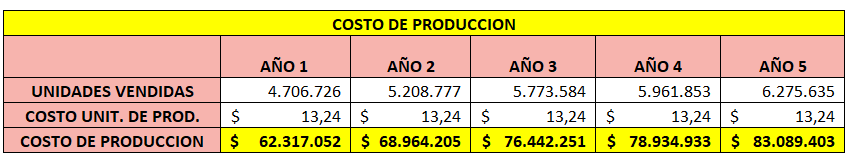 COSTO DE PRODUCCION
AÑO 1 AÑO 2 AÑO 3 AÑO 4 AÑO 5
UNIDADES VENDIDAS 4.706.726 5.208.777 5.773.584 5.961.853 6.275.635
COSTO UNIT. DE PROD. $ 13,24 $ 13,24 $ 13,24 $ 13,24 $ 13,24
COSTO DE PRODUCCION $ 62.317.052 $ 68.964.205 $ 76.442.251 $ 78.934.933 $ 83.089.403